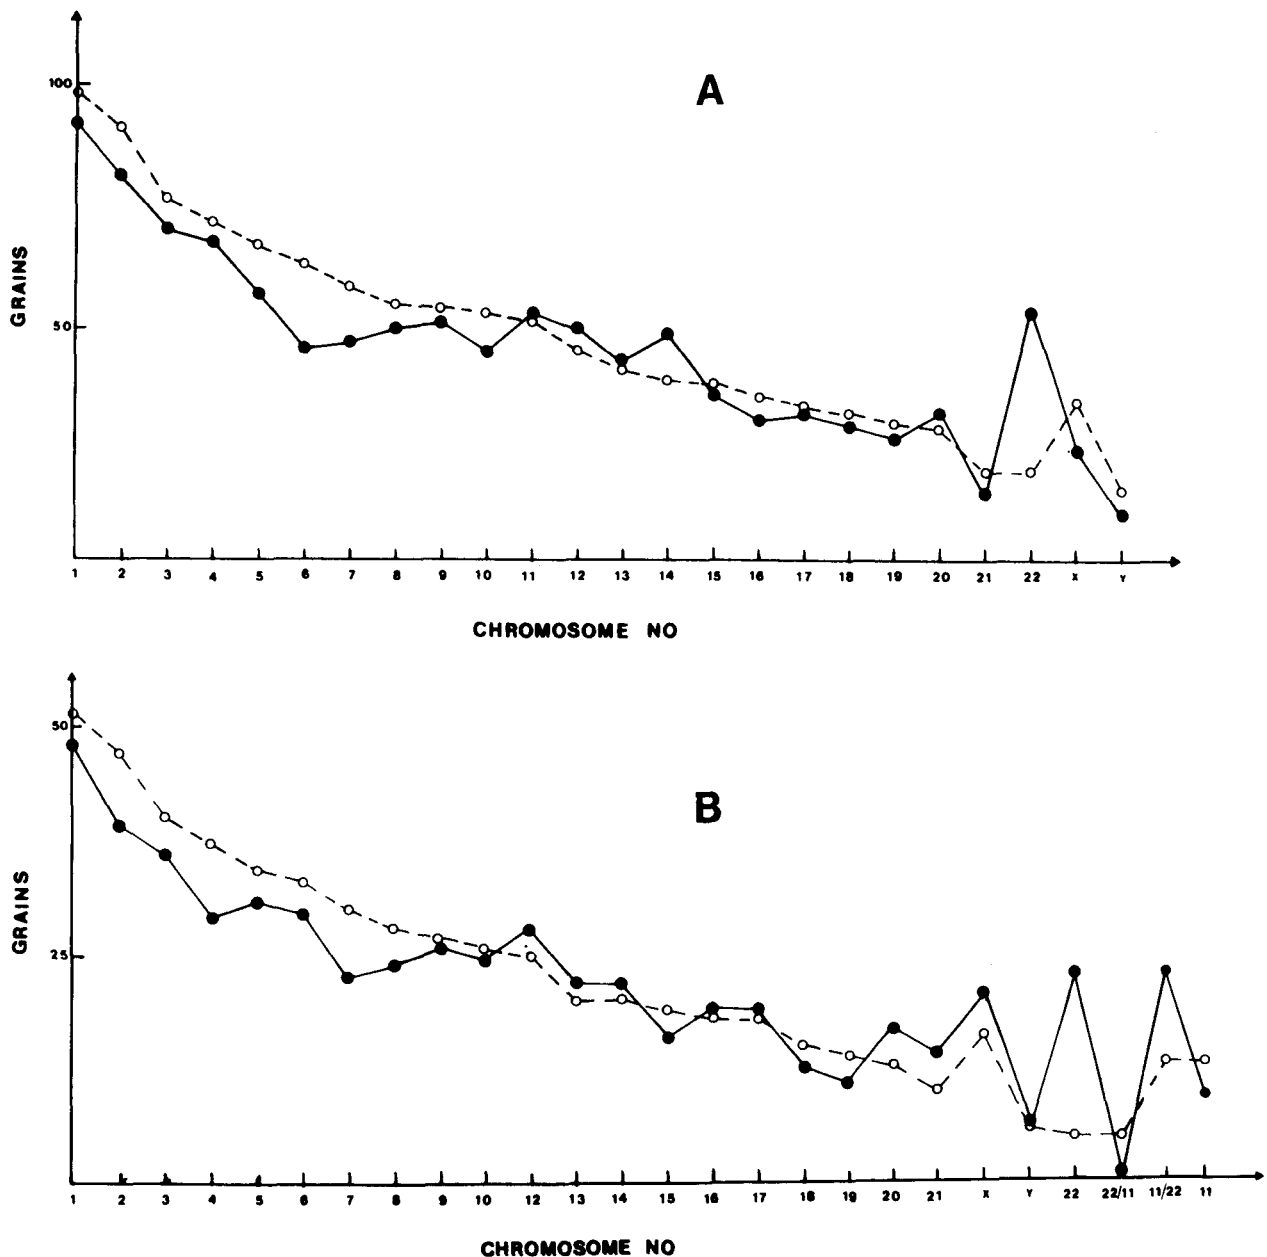 A
100
50
GRAINS
1 2 3 4 5 6 7 8 9 10 11 12 13 14 15 16 17 18 19 20 21 22 X Y
CHROMOSOME NO
B
50
25
GRAINS
1 2 3 4 5 6 7 8 9 10 12 13 14 15 16 17 18 19 20 21 X Y 22 22/11 11/22 11
CHROMOSOME NO